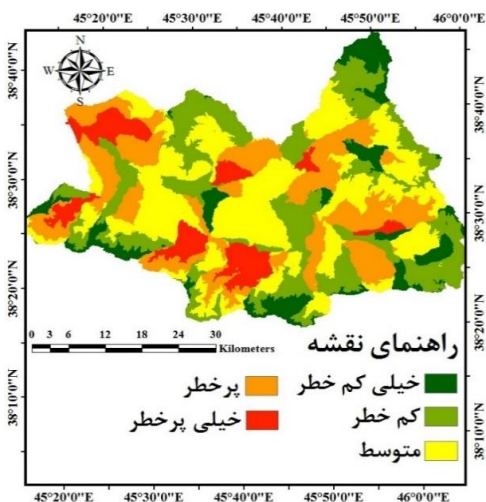 45°20'0"E 45°30'0"E 45°40'0"E 45°50'0"E 46°0'0"E
N
W E
S
38°40'0"N 38°40'0"N
38°30'0"N 38°30'0"N
38°20'0"N 38°20'0"N
38°10'0"N 38°10'0"N
0 3 6 12 18 24 30
Kilometers
راهنمای نقشه
خیلی کم خطر
پرخطر
کم خطر
خیلی پرخطر
متوسط
45°20'0"E 45°30'0"E 45°40'0"E 45°50'0"E 46°0'0"E